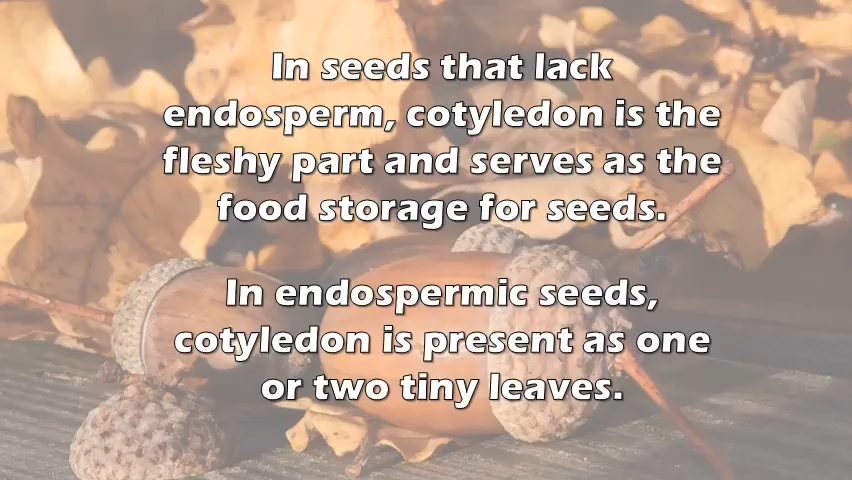 In seeds that lack
endosperm, cotyledon is the
fleshy part and serves as the
food storage for seeds.
In endospermic seeds,
cotyledon is present as one
or two tiny leaves.